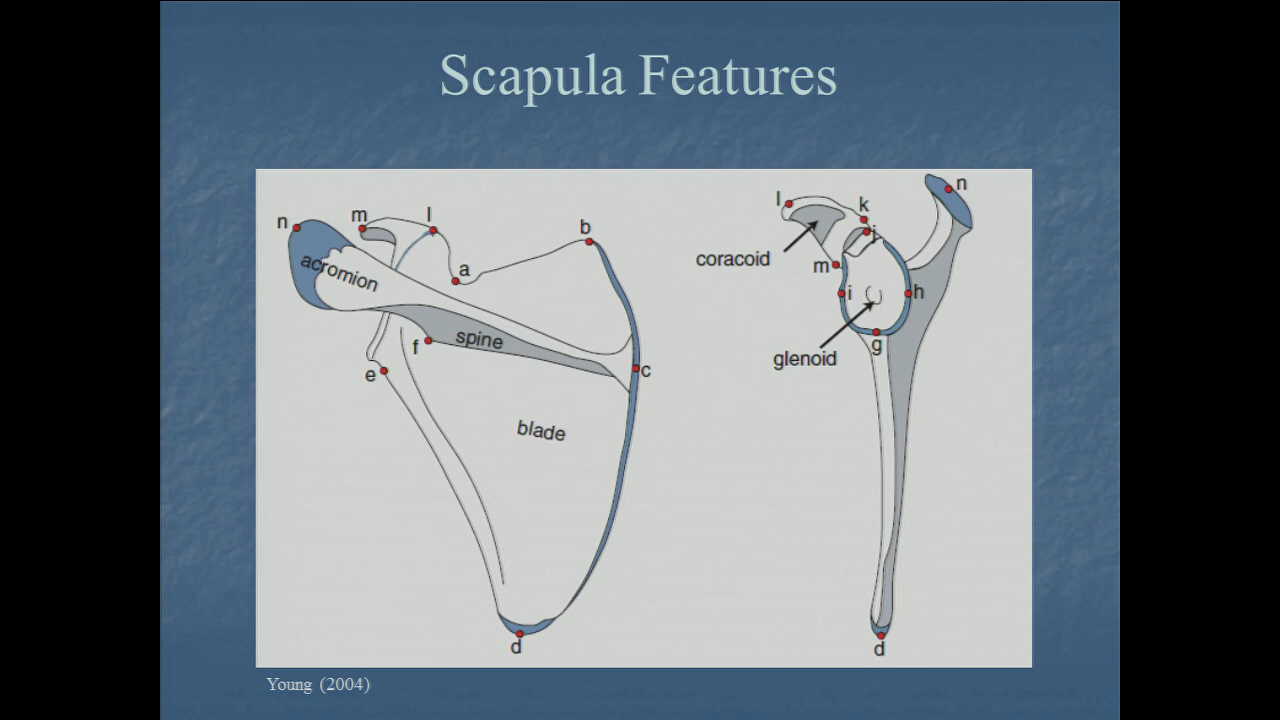 Scapula Features
n
m
l
a
b
acromion
spine
f
e
c
blade
d
l
k
n
j
coracoid
m
i
h
g
glenoid
d
Young (2004)